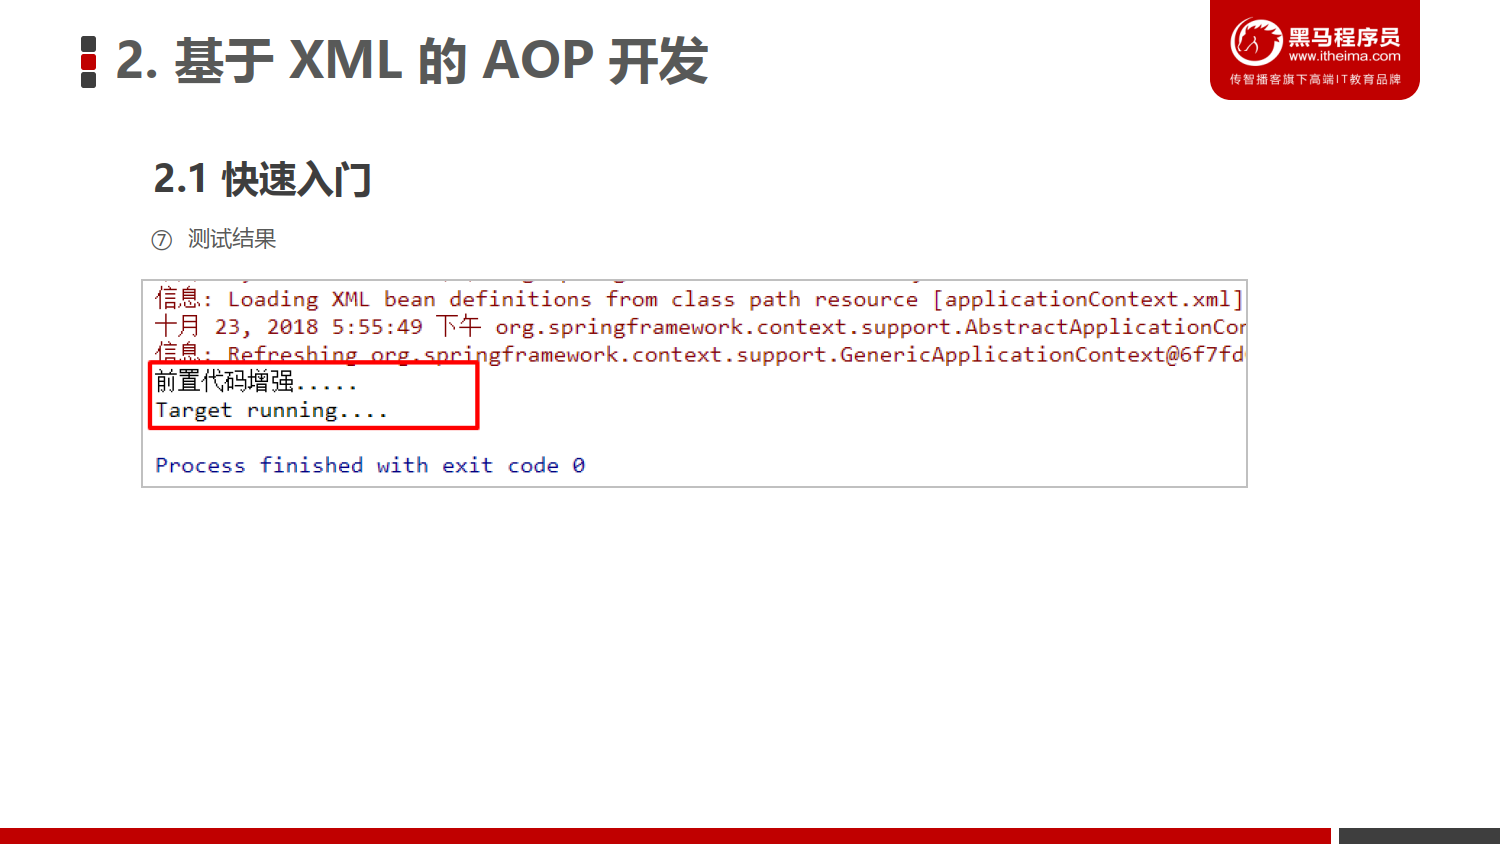 2. 基于 XML 的 AOP 开发
黑马程序员
www.itheima.com
传智播客旗下高端IT教育品牌
2.1 快速入门
⑦ 测试结果
信息: Loading XML bean definitions from class path resource [applicationContext.xml]
十月 23, 2018 5:55:49 下午 org.springframework.context.support.AbstractApplicationCon
信息: Refreshing org.springframework.context.support.GenericApplicationContext@6f7fd
前置代码增强.....
Target running....
Process finished with exit code 0